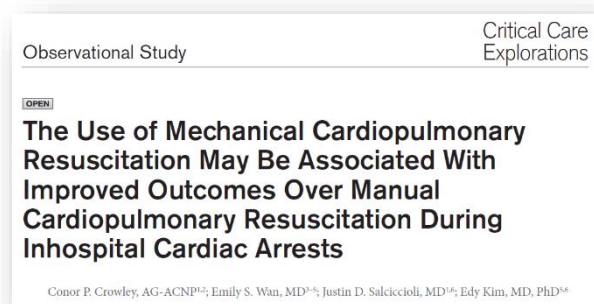 Observational Study
Critical Care
Explorations
OPEN
The Use of Mechanical Cardiopulmonary
Resuscitation May Be Associated With
Improved Outcomes Over Manual
Cardiopulmonary Resuscitation During
Inhospital Cardiac Arrests
Conor P. Crowley, AG-ACNP¹,²; Emily S. Wan, MD³⁻⁵; Justin D. Salciccioli, MD¹,⁶; Edy Kim, MD, PhD⁵,⁶